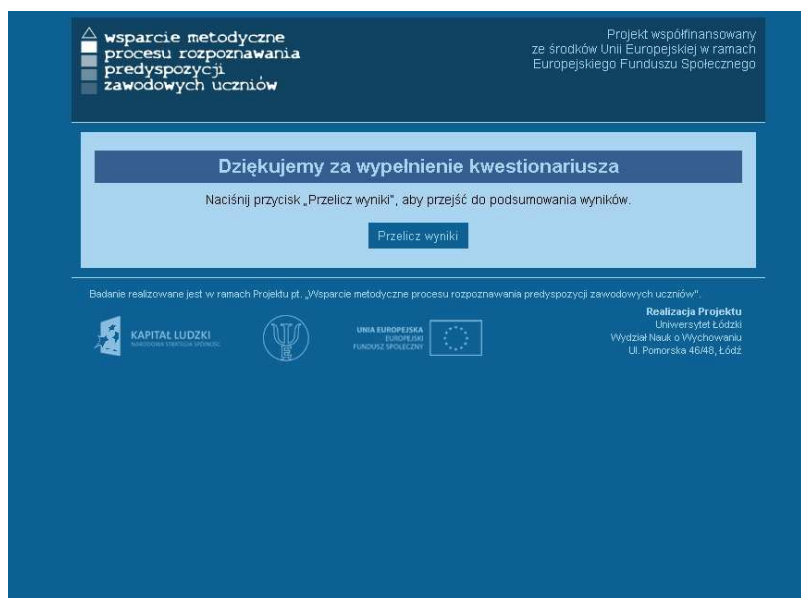 wsparcie metodyczne
procesu rozpoznawania
predyspozycji
zawodowych uczniów
Projekt współfinansowany
ze środków Unii Europejskiej w ramach
Europejskiego Funduszu Społecznego
Dziękujemy za wypełnienie kwestionariusza
Naciśnij przycisk „Przelicz wyniki", aby przejść do podsumowania wyników.
Przelicz wyniki
Badanie realizowane jest w ramach Projektu pt. „Wsparcie metodyczne procesu rozpoznawania predyspozycji zawodowych uczniów".
KAPITAŁ LUDZKI
NARODOWA STRATEGIA SPÓJNOŚCI
UNIA EUROPEJSKA
EUROPEJSKI
FUNDUSZ SPOŁECZNY
Realizacja Projektu
Uniwersytet Łódzki
Wydział Nauk o Wychowaniu
Ul. Pomorska 46/48, Łódź